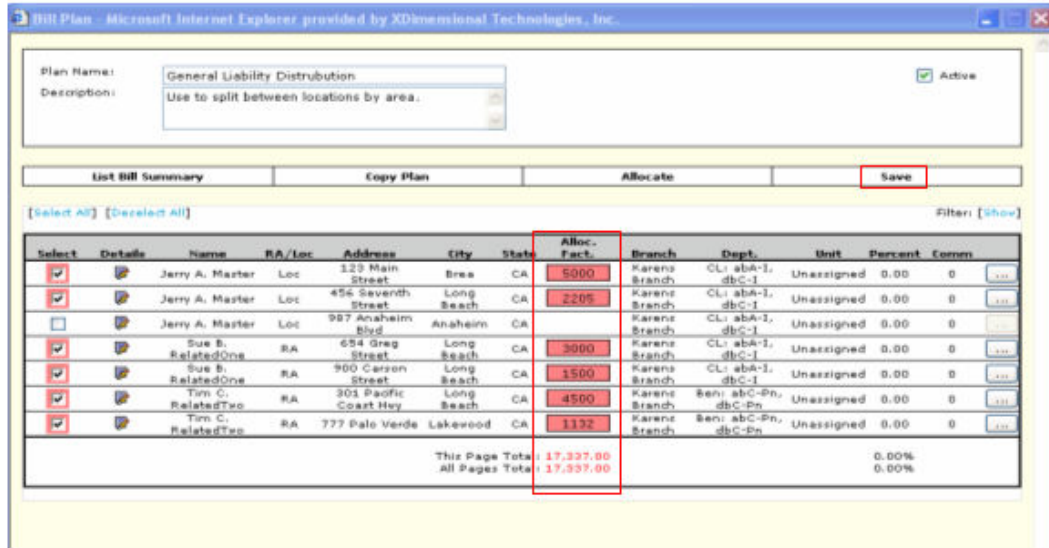 Bill Plan - Microsoft Internet Explorer provided by XDimensional Technologies, Inc.
Plan Name: General Liability Distrubution Active
Description: Use to split between locations by area.
List Bill Summary Copy Plan Allocate Save
[Select All] [Deselect All] Filter: [Show]
Select Details Name RA/Loc Address City State Alloc. Fact. Branch Dept. Unit Percent Comm
Jerry A. Master Loc 123 Main Street Brea CA 5000 Karens Branch CL: abA-I, dbC-I Unassigned 0.00 0 ...
Jerry A. Master Loc 456 Seventh Street Long Beach CA 2205 Karens Branch CL: abA-I, dbC-I Unassigned 0.00 0 ...
Jerry A. Master Loc 987 Anaheim Blvd Anaheim CA Karens Branch CL: abA-I, dbC-I Unassigned 0.00 0 ...
Sue B. RelatedOne RA 654 Greg Street Long Beach CA 3000 Karens Branch CL: abA-I, dbC-I Unassigned 0.00 0 ...
Sue B. RelatedOne RA 900 Carson Street Long Beach CA 1500 Karens Branch CL: abA-I, dbC-I Unassigned 0.00 0 ...
Tim C. RelatedTwo RA 301 Pacific Coast Hwy Long Beach CA 4500 Karens Branch Ben: abC-Pn, dbC-Pn Unassigned 0.00 0 ...
Tim C. RelatedTwo RA 777 Palo Verde Lakewood CA 1132 Karens Branch Ben: abC-Pn, dbC-Pn Unassigned 0.00 0 ...
This Page Total: 17,337.00 0.00%
All Pages Total: 17,337.00 0.00%